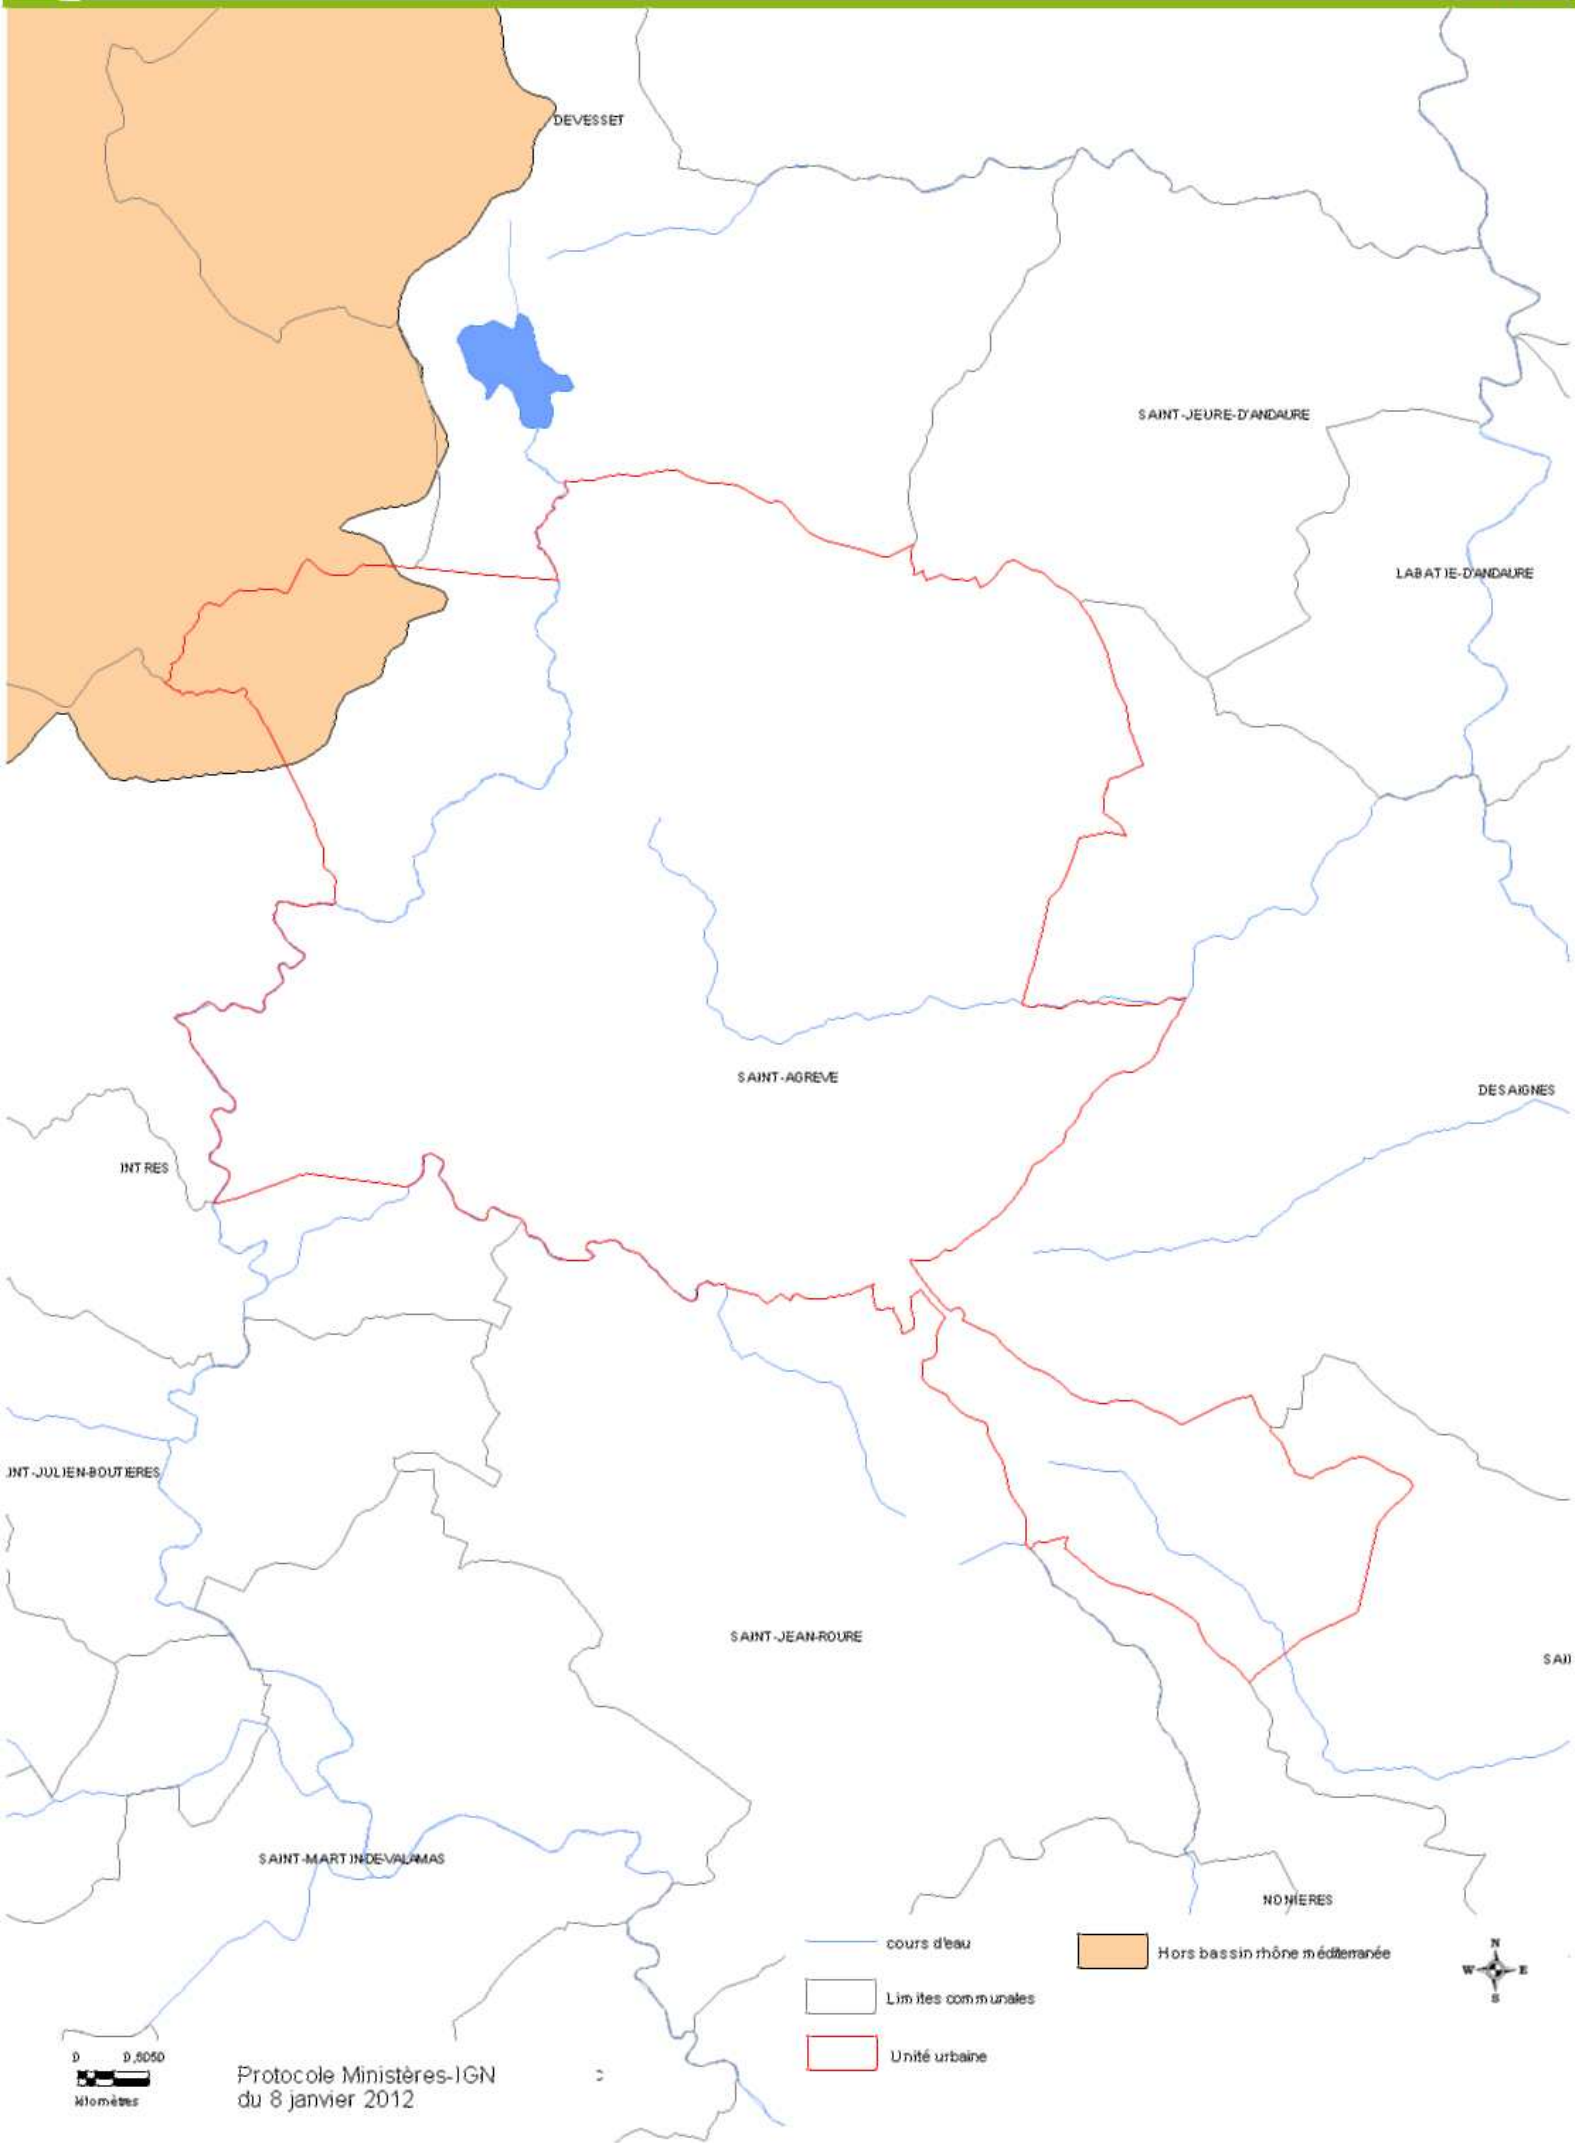 DEVESSET
SAINT-JEURE-D'ANDAURE
LABATIE-D'ANDAURE
SAINT-AGREVE
DESAIGNES
INTRES
INT-JULIEN-BOUTIERES
SAINT-JEAN-ROURE
SAI
SAINT-MARTIN-DE-VALAMAS
NONIERES
cours d'eau
Hors bassin rhône méditerranée
Limites communales
Unité urbaine
N
W E
S
0 0,6050
kilomètres
Protocole Ministères-IGN
du 8 janvier 2012